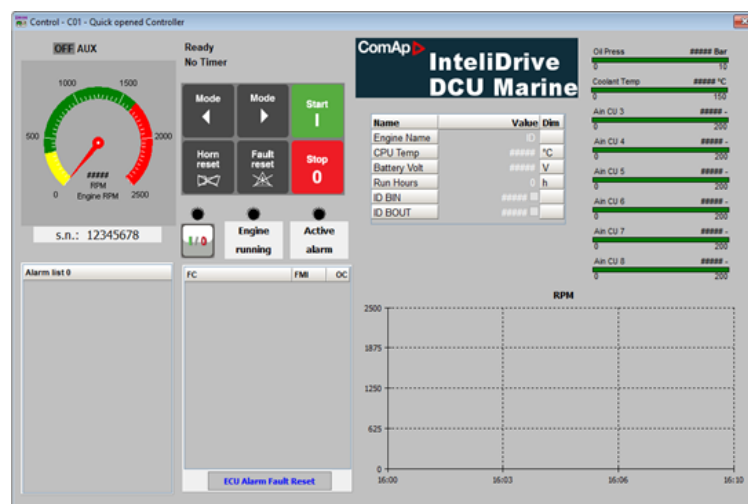 Control - C01 - Quick opened Controller
OFF AUX
Ready
No Timer
ComAp
InteliDrive
DCU Marine
0
500
1000
1500
2000
2500
#####
RPM
Engine RPM
s.n.: 12345678
Mode
Mode
Start
I
Horn
reset
Fault
reset
Stop
0
I / 0
Engine
running
Active
alarm
Name Value Dim
Engine Name ID
CPU Temp ##### °C
Battery Volt ##### V
Run Hours 0 h
ID BIN #####
ID BOUT #####
Oil Press ##### Bar
0 10
Coolant Temp ##### °C
0 150
Ain CU 3 ##### -
0 200
Ain CU 4 ##### -
0 200
Ain CU 5 ##### -
0 200
Ain CU 6 ##### -
0 200
Ain CU 7 ##### -
0 200
Ain CU 8 ##### -
0 200
Alarm list 0
FC FMI OC
ECU Alarm Fault Reset
RPM
2500
1875
1250
625
0
16:00 16:03 16:06 16:10